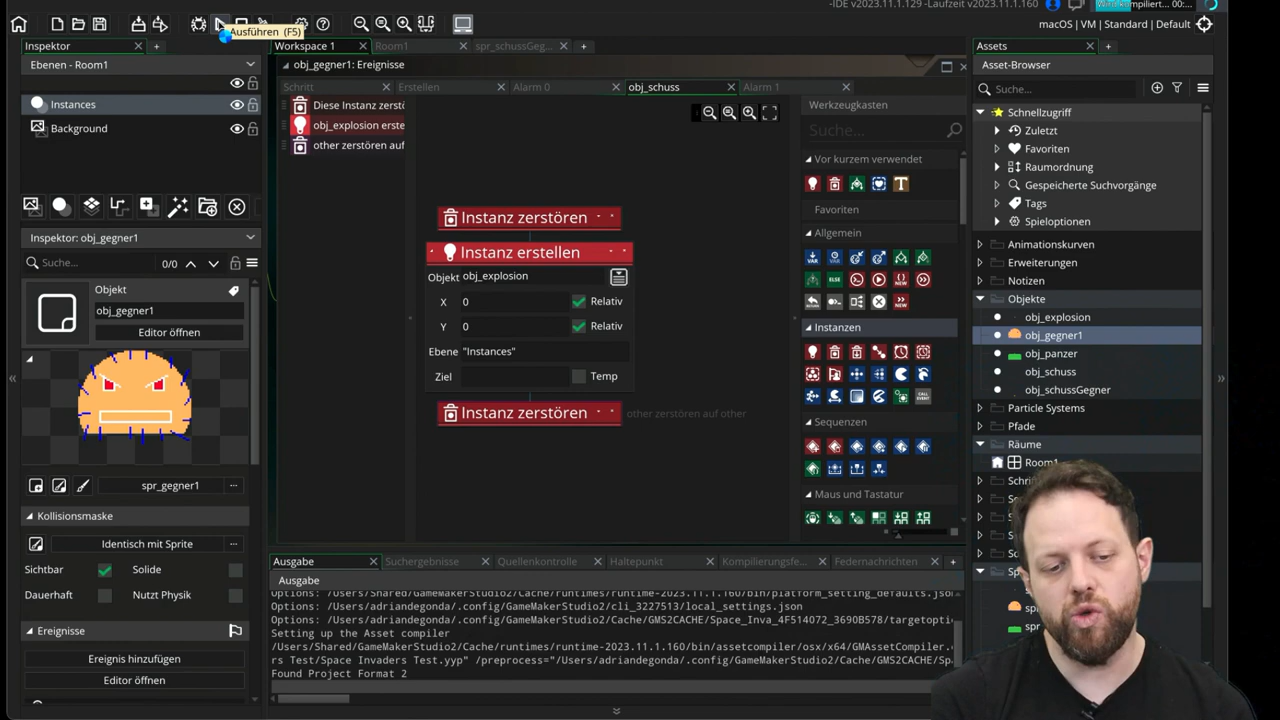 -IDE v2023.11.1.129 - Laufzeit v2023.11.1.160
Wird kompiliert...
Ausführen (F5)
macOS | VM | Standard | Default
Inspektor
Workspace 1
Room1
spr_schussGeg...
Assets
Ebenen - Room1
obj_gegner1: Ereignisse
Asset-Browser
Schritt
Erstellen
Alarm 0
obj_schuss
Alarm 1
Suche...
Instances
Background
Diese Instanz zerstö
obj_explosion erste
other zerstören auf
Werkzeugkasten
Suche...
Schnellzugriff
Zuletzt
Favoriten
Raumordnung
Gespeicherte Suchvorgänge
Tags
Spieloptionen
Vor kurzem verwendet
Favoriten
Allgemein
Instanz zerstören
Instanz erstellen
Objekt obj_explosion
X 0 Relativ
Y 0 Relativ
Ebene "Instances"
Ziel Temp
Instanz zerstören
other zerstören auf other
Instanzen
Sequenzen
Maus und Tastatur
Animationskurven
Erweiterungen
Notizen
Objekte
obj_explosion
obj_gegner1
obj_panzer
obj_schuss
obj_schussGegner
Particle Systems
Pfade
Räume
Room1
Inspektor: obj_gegner1
Suche... 0/0
Objekt
obj_gegner1
Editor öffnen
spr_gegner1
Kollisionsmaske
Identisch mit Sprite
Sichtbar
Solide
Dauerhaft
Nutzt Physik
Ereignisse
Ereignis hinzufügen
Editor öffnen
Ausgabe
Suchergebnisse
Quellenkontrolle
Haltepunkt
Kompilierungsfe...
Federnachrichten
Ausgabe
Options: /Users/Shared/GameMakerStudio2/Cache/runtimes/runtime-2023.11.1.160/bin/platform_setting_defaults.jso
Options: /Users/adriandegonda/.config/GameMakerStudio2/cli_3227513/local_settings.json
Options: /Users/adriandegonda/.config/GameMakerStudio2/Cache/GMS2CACHE/Space_Inva_4F514072_3690B578/targetopti
Setting up the Asset compiler
/Users/Shared/GameMakerStudio2/Cache/runtimes/runtime-2023.11.1.160/bin/assetcompiler/osx/x64/GMAssetCompiler.
rs Test/Space Invaders Test.yyp" /preprocess="/Users/adriandegonda/.config/GameMakerStudio2/Cache/GMS2CACHE/Sp
Found Project Format 2